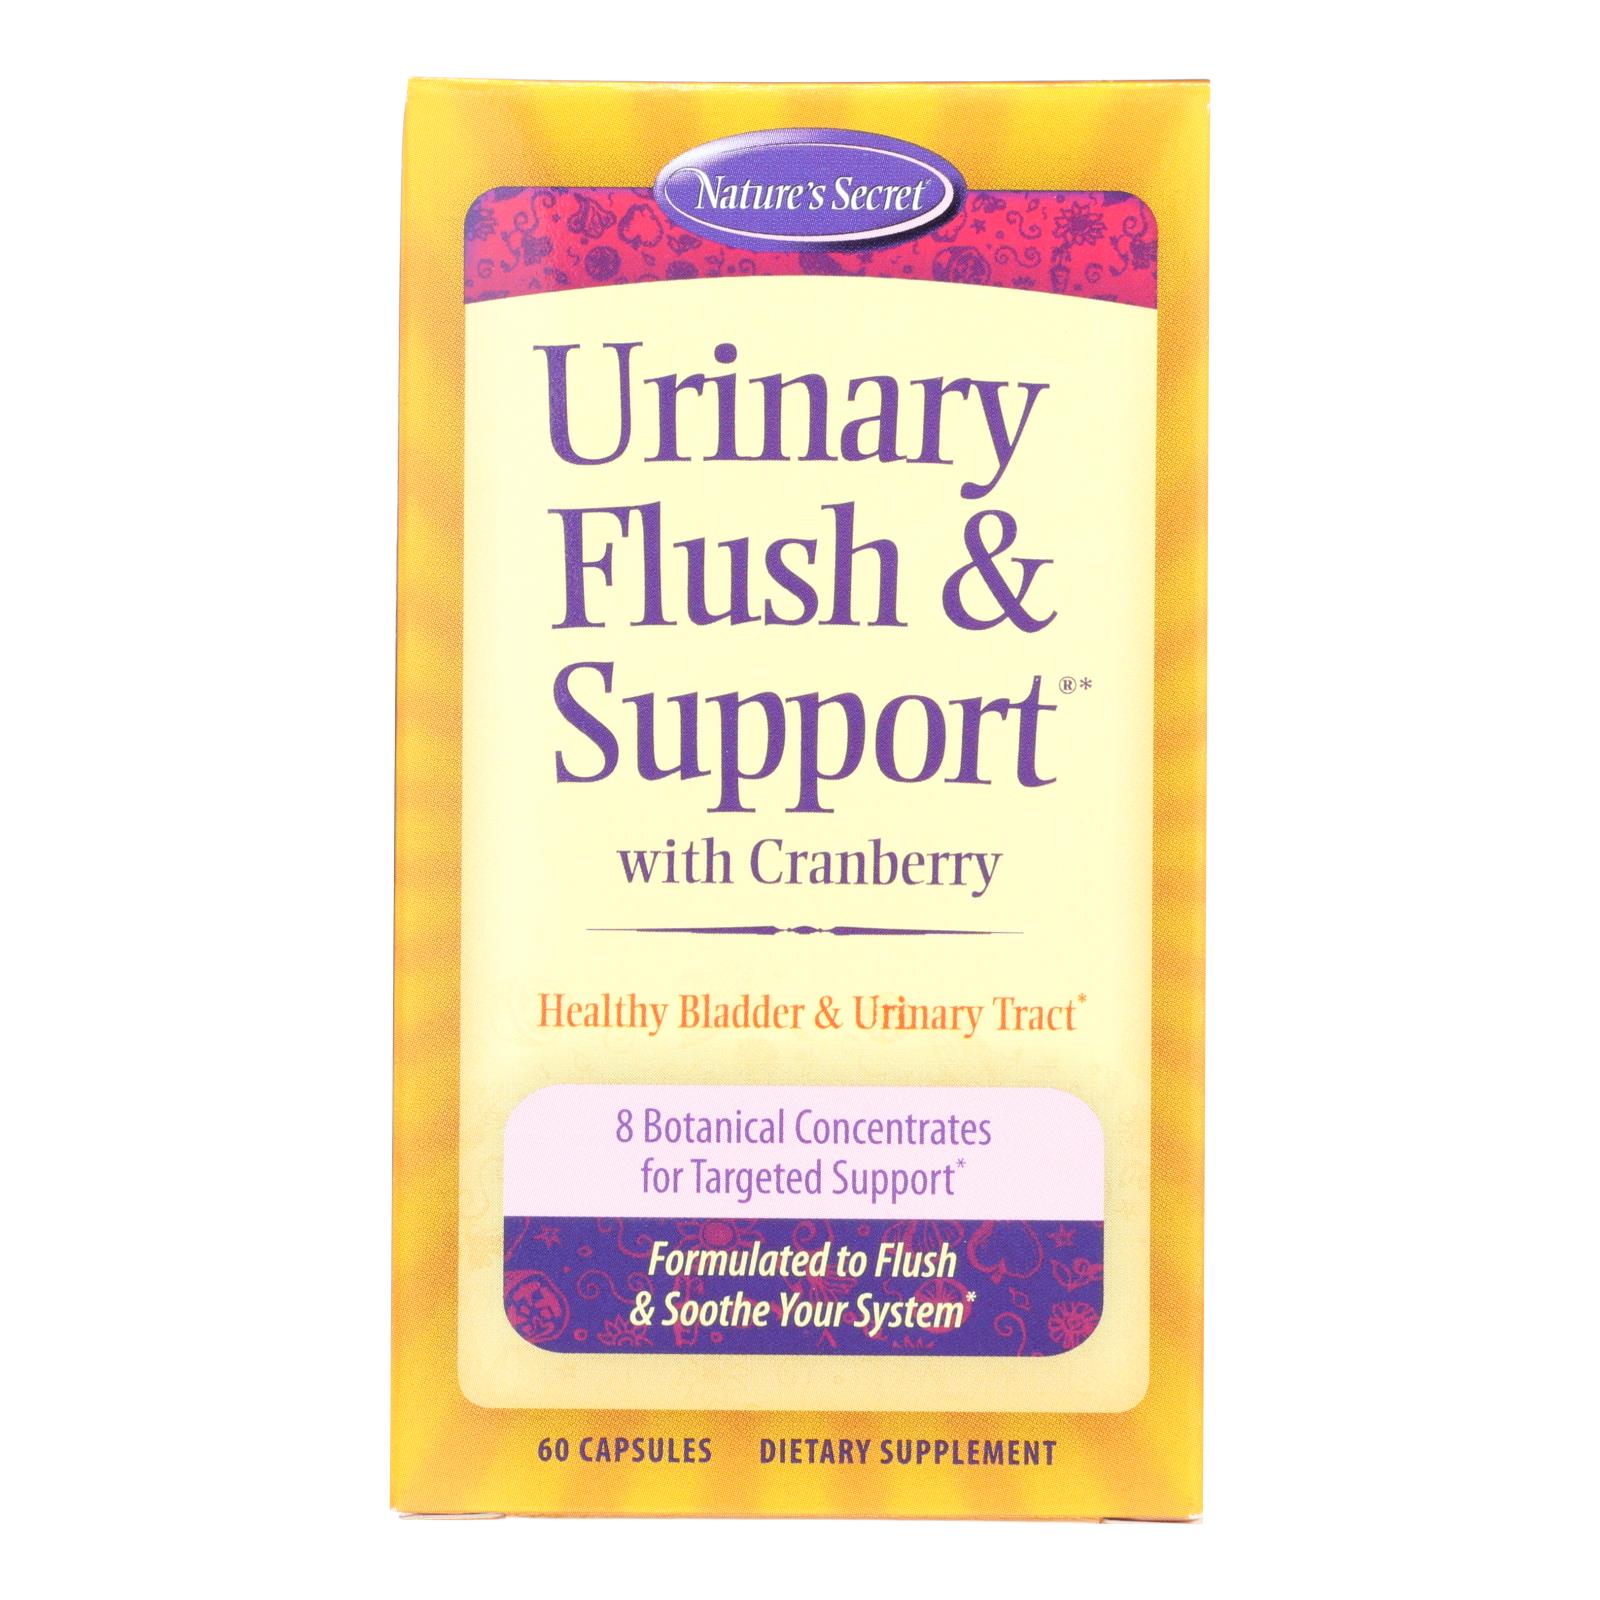 Nature's Secret
Urinary
Flush &
Support®*
with Cranberry
Healthy Bladder & Urinary Tract*
8 Botanical Concentrates
for Targeted Support*
Formulated to Flush
& Soothe Your System*
60 CAPSULES DIETARY SUPPLEMENT